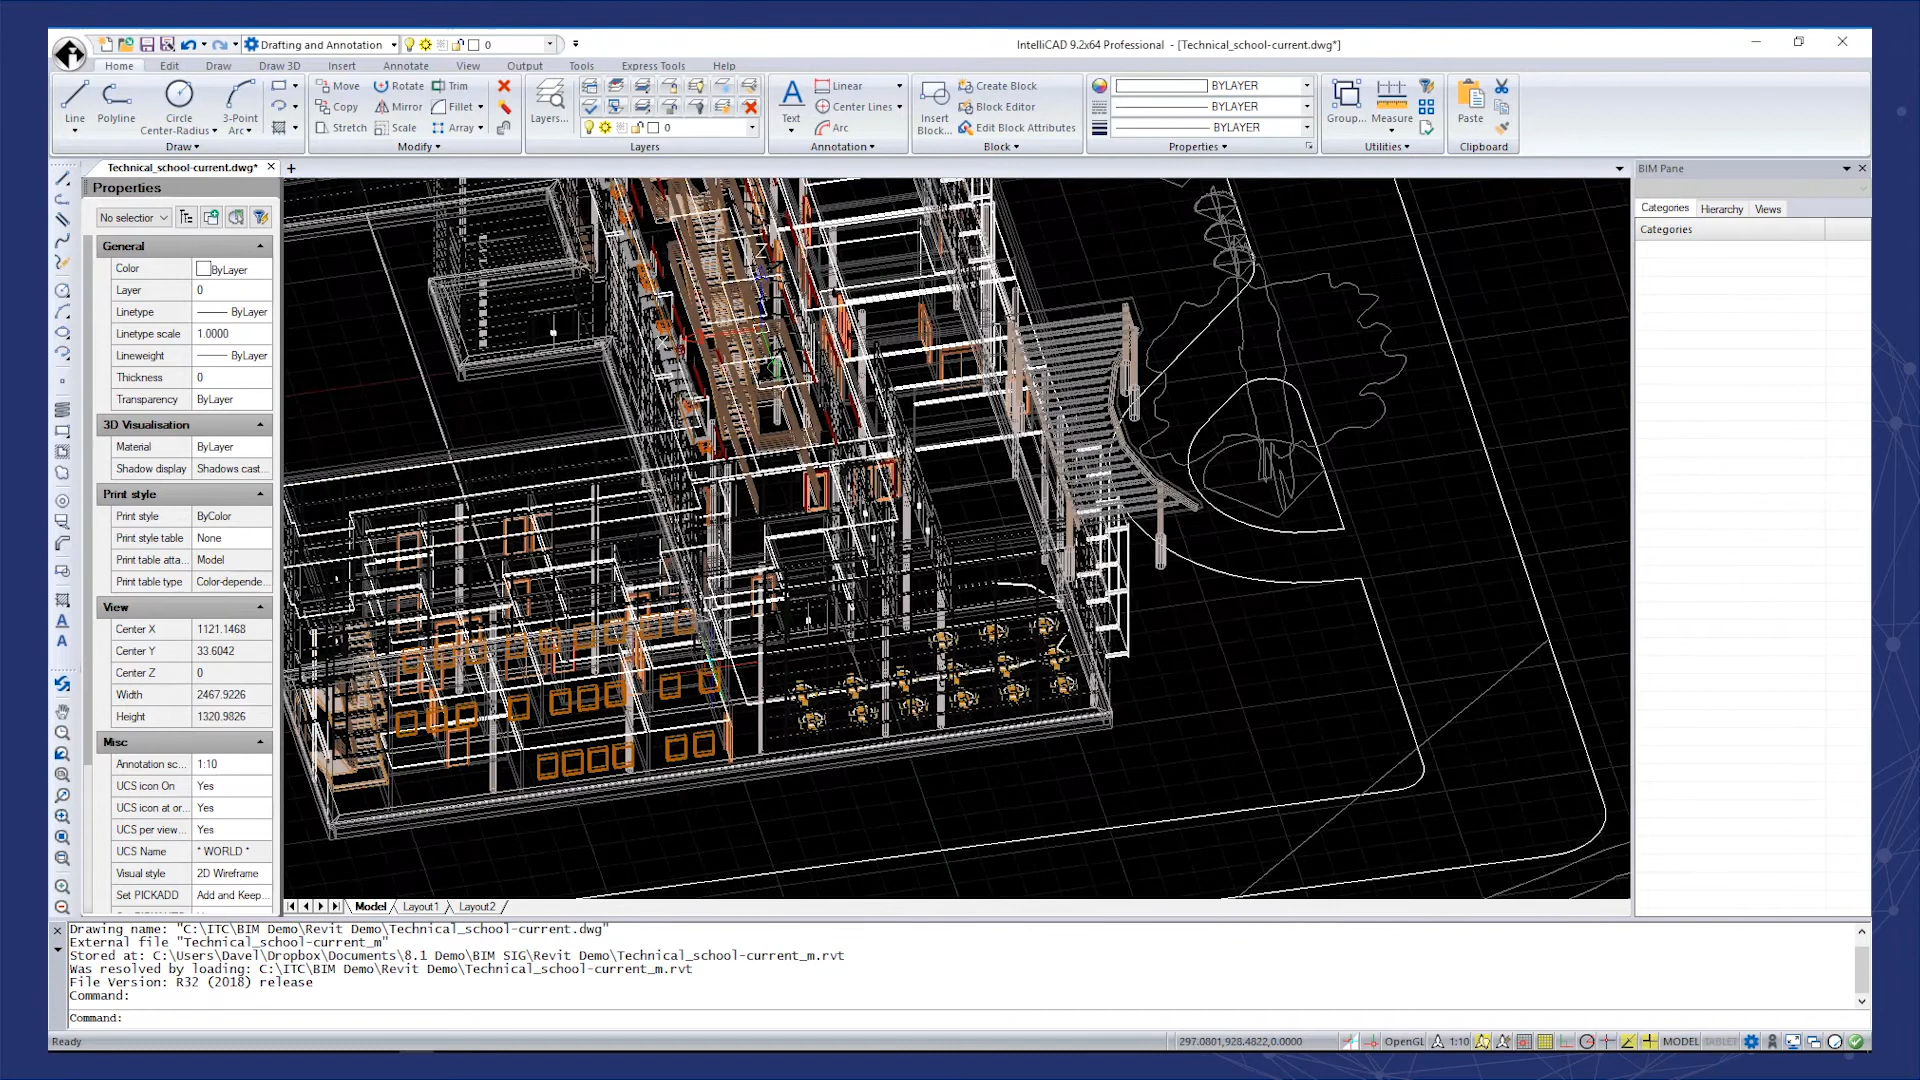 Drafting and Annotation
0
IntelliCAD 9.2x64 Professional - [Technical_school-current.dwg*]
Home Edit Draw Draw 3D Insert Annotate View Output Tools Express Tools Help
Line
Polyline
Circle
Center-Radius
3-Point
Arc
Draw
Move Rotate Trim
Copy Mirror Fillet
Stretch Scale Array
Modify
Layers...
0
Layers
Text
Linear
Center Lines
Arc
Annotation
Insert
Block...
Create Block
Block Editor
Edit Block Attributes
Block
BYLAYER
BYLAYER
BYLAYER
Properties
Group...
Measure
Utilities
Paste
Clipboard
Technical_school-current.dwg*
Properties
No selection
General
Color ByLayer
Layer 0
Linetype ByLayer
Linetype scale 1.0000
Lineweight ByLayer
Thickness 0
Transparency ByLayer
3D Visualisation
Material ByLayer
Shadow display Shadows cast...
Print style
Print style ByColor
Print style table None
Print table atta... Model
Print table type Color-depende...
View
Center X 1121.1468
Center Y 33.6042
Center Z 0
Width 2467.9226
Height 1320.9826
Misc
Annotation sc... 1:10
UCS icon On Yes
UCS icon at or... Yes
UCS per view... Yes
UCS Name * WORLD *
Visual style 2D Wireframe
Set PICKADD Add and Keep...
BIM Pane
Categories Hierarchy Views
Categories
Model Layout1 Layout2
Drawing name: "C:\ITC\BIM Demo\Revit Demo\Technical_school-current.dwg"
External file "Technical_school-current_m"
Stored at: C:\Users\Davel\Dropbox\Documents\8.1 Demo\BIM SIG\Revit Demo\Technical_school-current_m.rvt
Was resolved by loading: C:\ITC\BIM Demo\Revit Demo\Technical_school-current_m.rvt
File Version: R32 (2018) release
Command:
Command:
Ready
297.0801,928.4822,0.0000
OpenGL
1:10
MODEL
TABLET